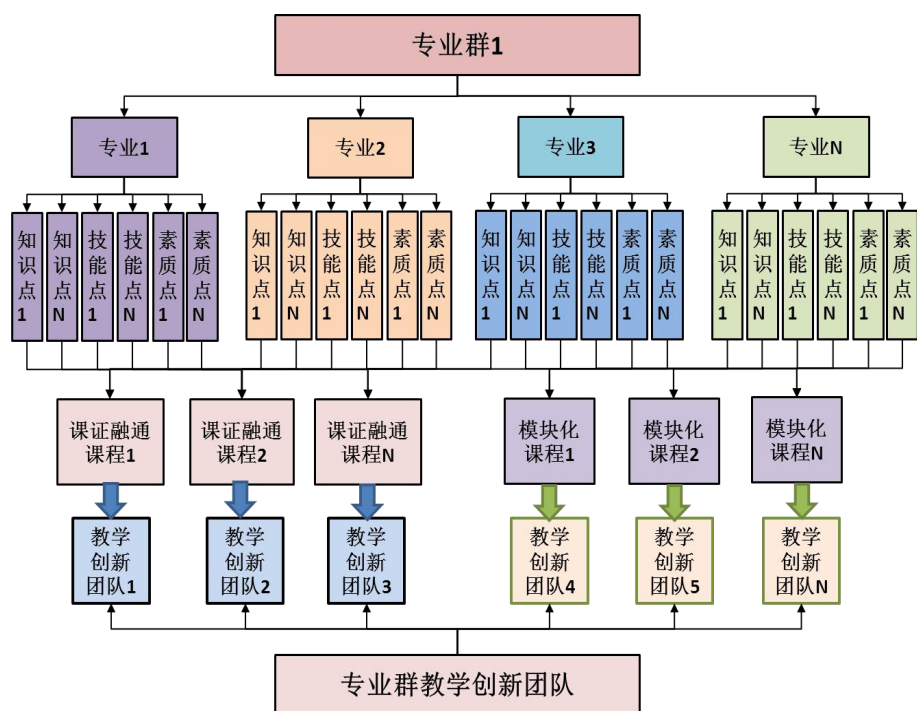 专业群1
专业1
专业2
专业3
专业N
知识点1
知识点N
技能点1
技能点N
素质点1
素质点N
知识点1
知识点N
技能点1
技能点N
素质点1
素质点N
知识点1
知识点N
技能点1
技能点N
素质点1
素质点N
知识点1
知识点N
技能点1
技能点N
素质点1
素质点N
课证融通
课程1
课证融通
课程2
课证融通
课程N
模块化
课程1
模块化
课程2
模块化
课程N
教学
创新
团队1
教学
创新
团队2
教学
创新
团队3
教学
创新
团队4
教学
创新
团队5
教学
创新
团队N
专业群教学创新团队